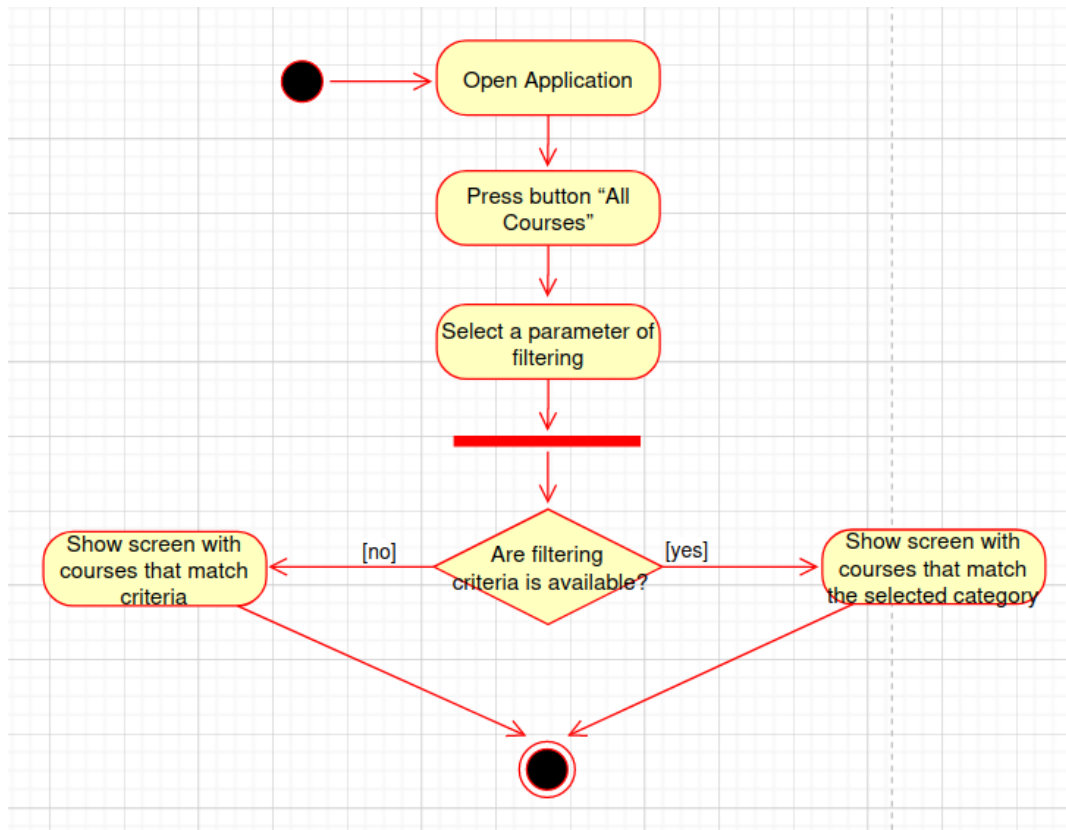 Open Application
Press button “All
Courses”
Select a parameter of
filtering
[no]
[yes]
Show screen with
courses that match
criteria
Are filtering
criteria is available?
Show screen with
courses that match
the selected category